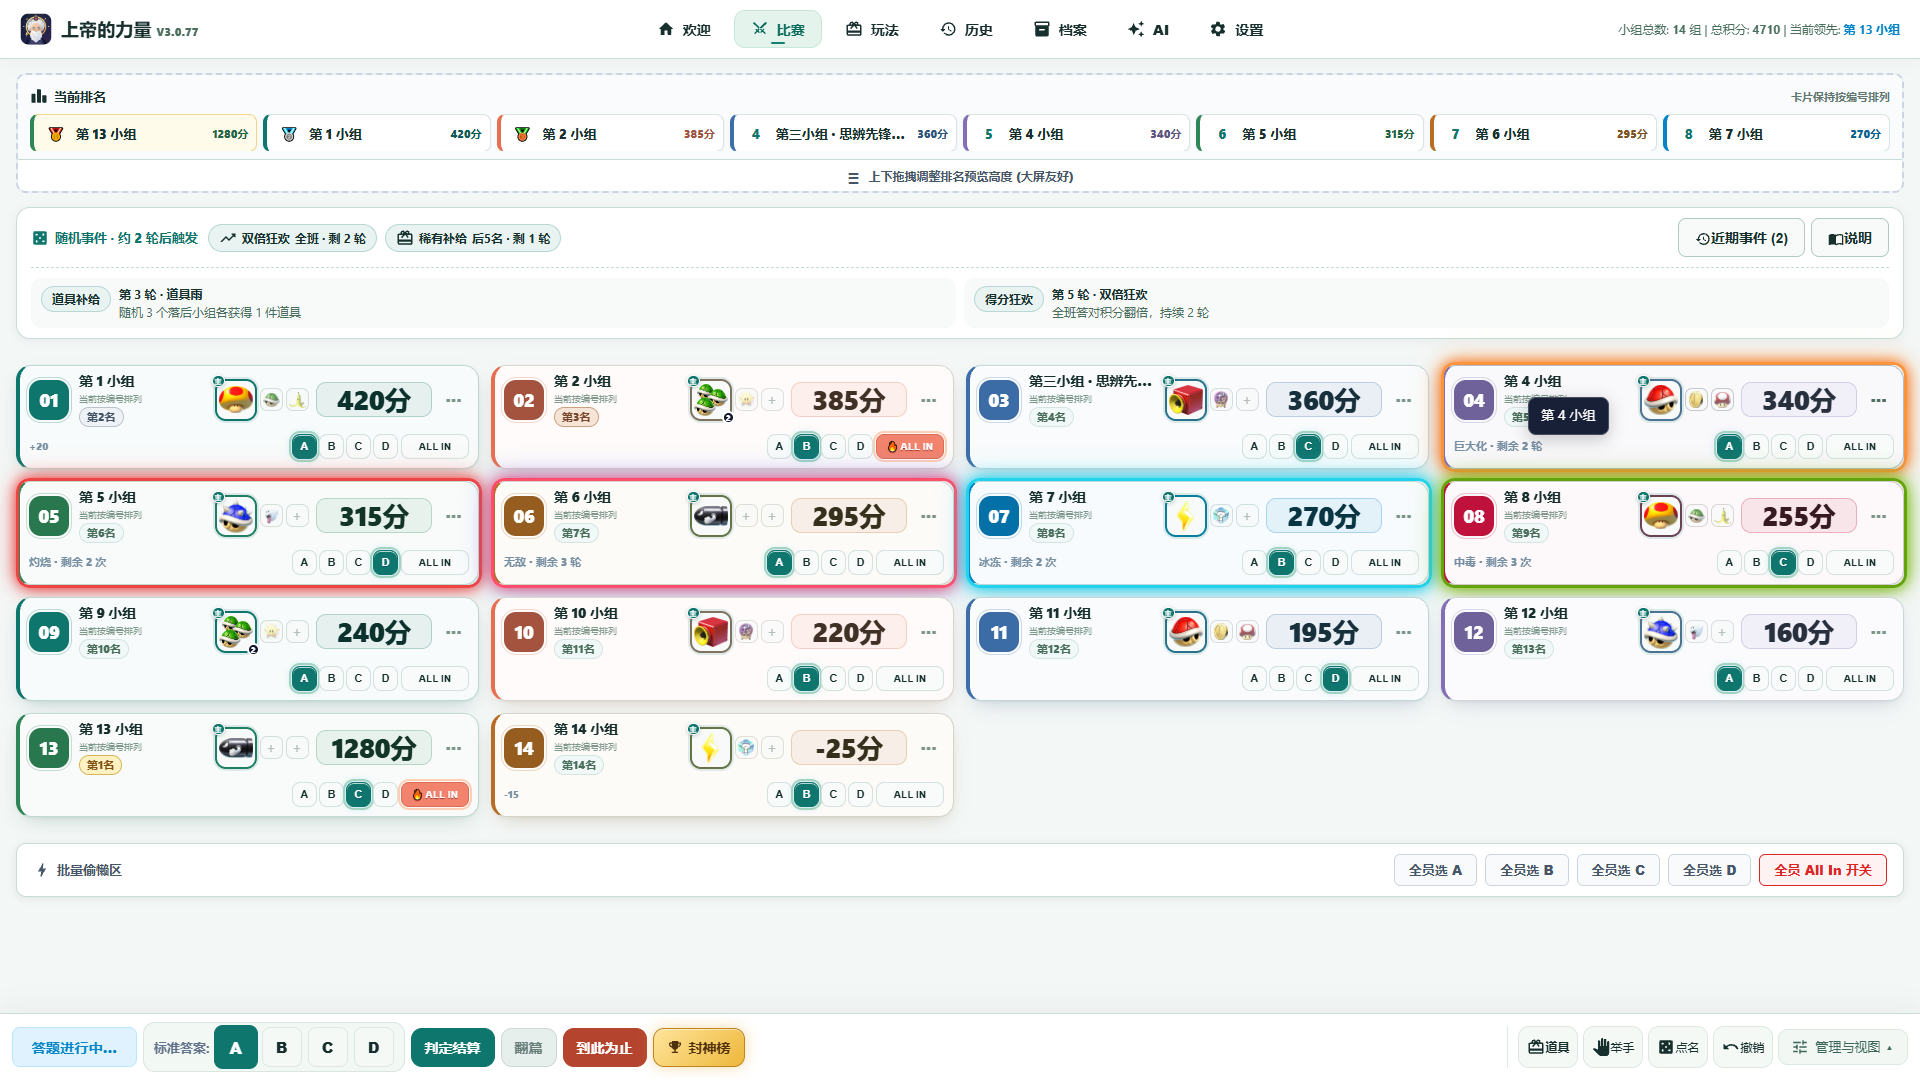 上帝的力量 V3.0.77
欢迎
比赛
玩法
历史
档案
AI
设置
小组总数: 14 组 | 总积分: 4710 | 当前领先: 第 13 小组
当前排名
卡片保持按编号排列
第 13 小组 1280分
第 1 小组 420分
第 2 小组 385分
4 第三小组 · 思辨先锋... 360分
5 第 4 小组 340分
6 第 5 小组 315分
7 第 6 小组 295分
8 第 7 小组 270分
上下拖拽调整排名预览高度 (大屏友好)
随机事件 · 约 2 轮后触发
双倍狂欢 全班 · 剩 2 轮
稀有补给 后5名 · 剩 1 轮
近期事件 (2)
说明
道具补给
第 3 轮 · 道具雨
随机 3 个落后小组各获得 1 件道具
得分狂欢
第 5 轮 · 双倍狂欢
全班答对积分翻倍，持续 2 轮
01
第 1 小组
当前按编号排列
第2名
420分
+20
A B C D ALL IN
02
第 2 小组
当前按编号排列
第3名
2
385分
A B C D ALL IN
03
第三小组 · 思辨先...
当前按编号排列
第4名
360分
A B C D ALL IN
04
第 4 小组
当前按
第5
第 4 小组
340分
巨大化 · 剩余 2 轮
A B C D ALL IN
05
第 5 小组
当前按编号排列
第6名
315分
灼烧 · 剩余 2 次
A B C D ALL IN
06
第 6 小组
当前按编号排列
第7名
295分
无敌 · 剩余 3 轮
A B C D ALL IN
07
第 7 小组
当前按编号排列
第8名
270分
冰冻 · 剩余 2 次
A B C D ALL IN
08
第 8 小组
当前按编号排列
第9名
255分
中毒 · 剩余 3 次
A B C D ALL IN
09
第 9 小组
当前按编号排列
第10名
2
240分
A B C D ALL IN
10
第 10 小组
当前按编号排列
第11名
220分
A B C D ALL IN
11
第 11 小组
当前按编号排列
第12名
195分
A B C D ALL IN
12
第 12 小组
当前按编号排列
第13名
160分
A B C D ALL IN
13
第 13 小组
当前按编号排列
第1名
1280分
A B C D ALL IN
14
第 14 小组
当前按编号排列
第14名
-25分
-15
A B C D ALL IN
批量偷懒区
全员选 A
全员选 B
全员选 C
全员选 D
全员 All In 开关
答题进行中...
标准答案: A B C D
判定结算
翻篇
到此为止
封神榜
道具
举手
点名
撤销
管理与视图